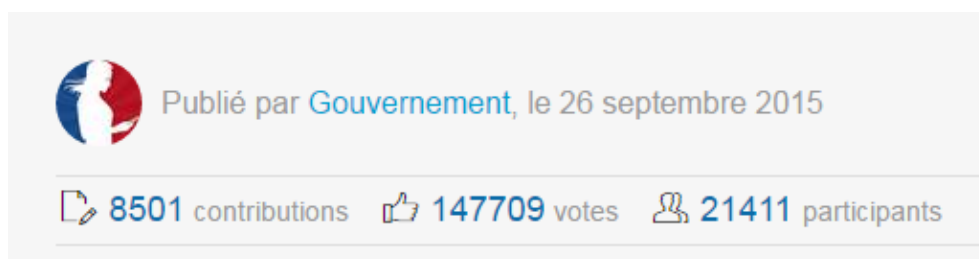 Publié par Gouvernement, le 26 septembre 2015
8501 contributions 147709 votes 21411 participants